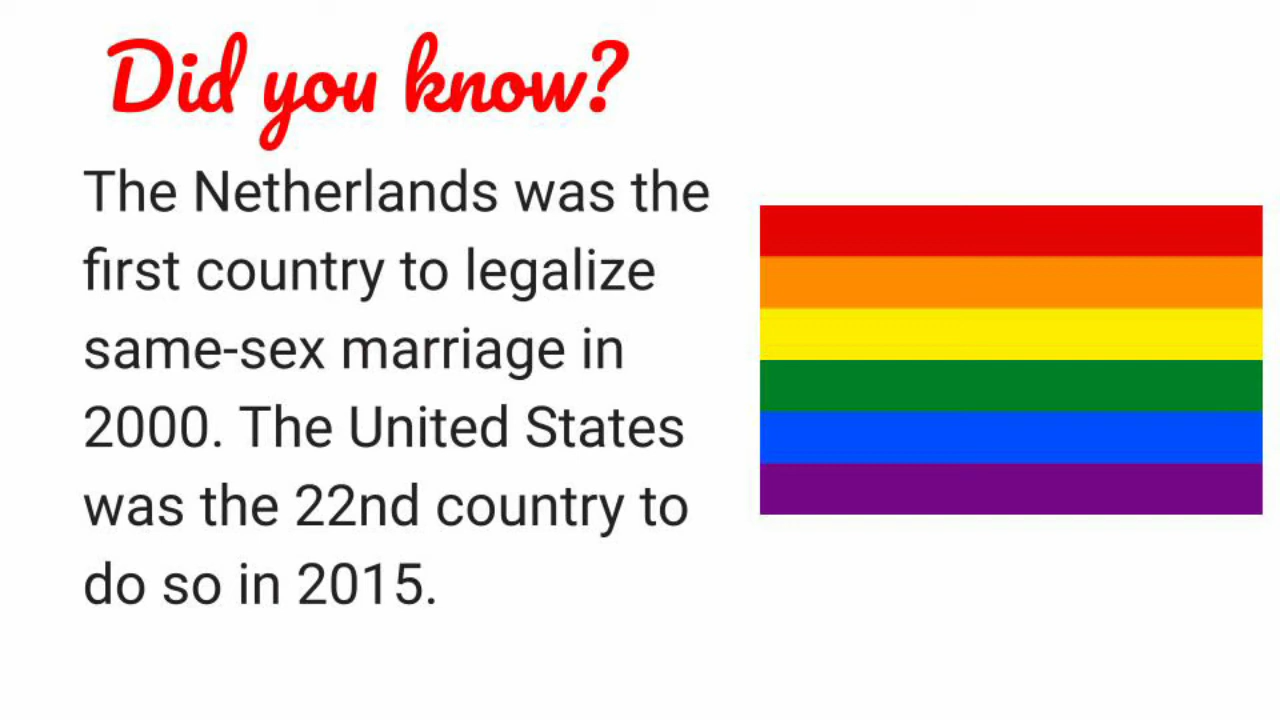 Did you know?
The Netherlands was the
first country to legalize
same-sex marriage in
2000. The United States
was the 22nd country to
do so in 2015.